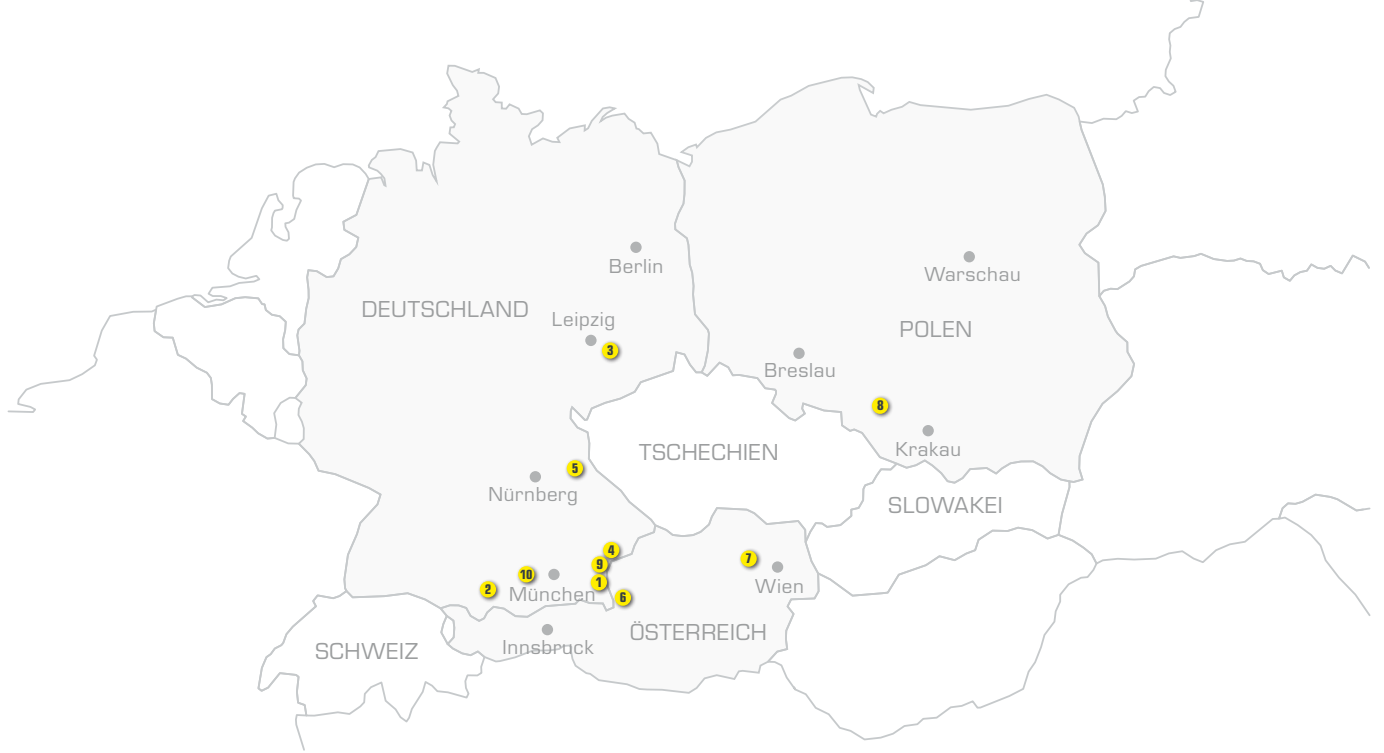 Berlin
Warschau
DEUTSCHLAND
Leipzig
POLEN
3
Breslau
8
Krakau
TSCHECHIEN
5
Nürnberg
SLOWAKEI
4
7
9
10
1
Wien
2
München
6
ÖSTERREICH
Innsbruck
SCHWEIZ